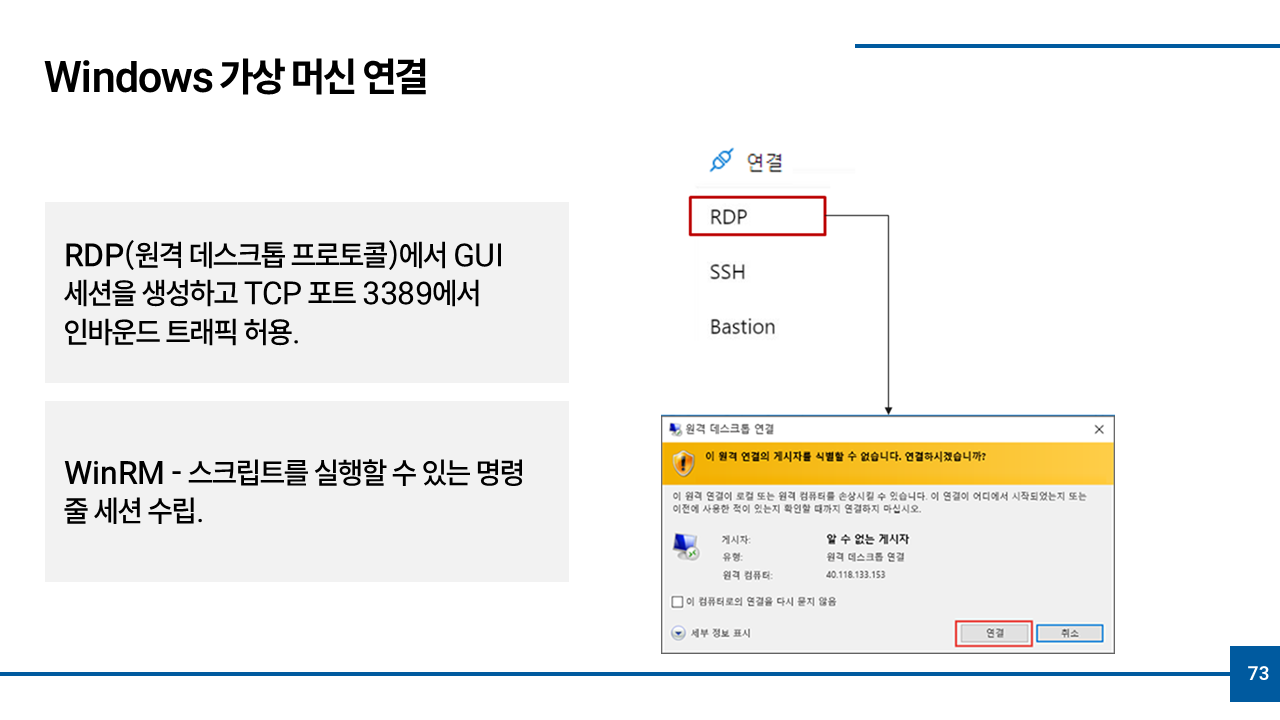 Windows 가상 머신 연결
RDP(원격 데스크톱 프로토콜)에서 GUI
세션을 생성하고 TCP 포트 3389에서
인바운드 트래픽 허용.
WinRM - 스크립트를 실행할 수 있는 명령
줄 세션 수립.
연결
RDP
SSH
Bastion
원격 데스크톱 연결
이 원격 연결의 게시자를 식별할 수 없습니다. 연결하시겠습니까?
이 원격 연결이 로컬 또는 원격 컴퓨터를 손상시킬 수 있습니다. 이 연결이 어디에서 시작되었는지 또는
이전에 사용한 적이 있는지 확인할 때까지 연결하지 마십시오.
게시자: 알 수 없는 게시자
유형: 원격 데스크톱 연결
원격 컴퓨터: 40.118.133.153
이 컴퓨터로의 연결을 다시 묻지 않음
세부 정보 표시
연결
취소
73